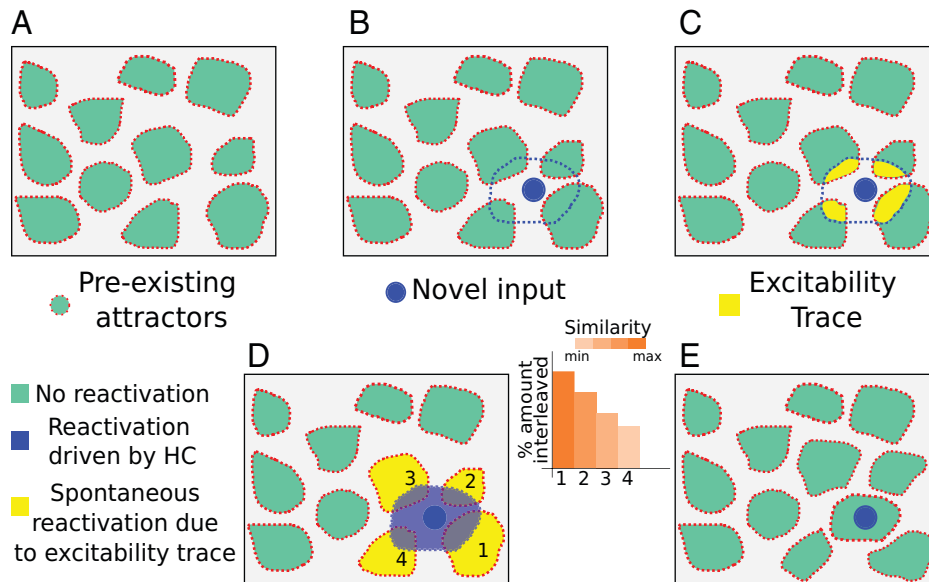 A
B
C
Pre-existing
attractors
Novel input
Excitability
Trace
No reactivation
Reactivation
driven by HC
Spontaneous
reactivation due
to excitability trace
D
3
2
4
1
Similarity
min
max
% amount
interleaved
1 2 3 4
E